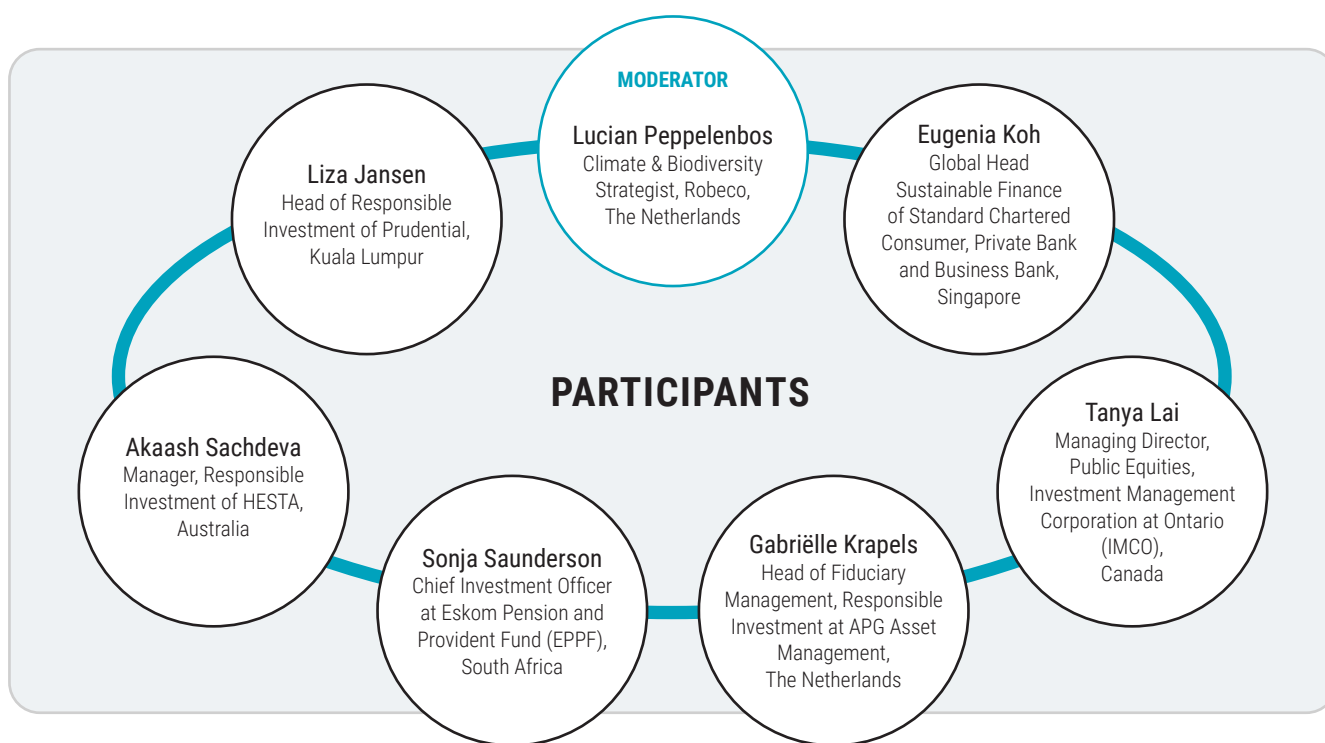 MODERATOR
Lucian Peppelenbos
Climate & Biodiversity
Strategist, Robeco,
The Netherlands
Liza Jansen
Head of Responsible
Investment of Prudential,
Kuala Lumpur
Eugenia Koh
Global Head
Sustainable Finance
of Standard Chartered
Consumer, Private Bank
and Business Bank,
Singapore
PARTICIPANTS
Akaash Sachdeva
Manager, Responsible
Investment of HESTA,
Australia
Tanya Lai
Managing Director,
Public Equities,
Investment Management
Corporation at Ontario
(IMCO),
Canada
Sonja Saunderson
Chief Investment Officer
at Eskom Pension and
Provident Fund (EPPF),
South Africa
Gabriëlle Krapels
Head of Fiduciary
Management, Responsible
Investment at APG Asset
Management,
The Netherlands